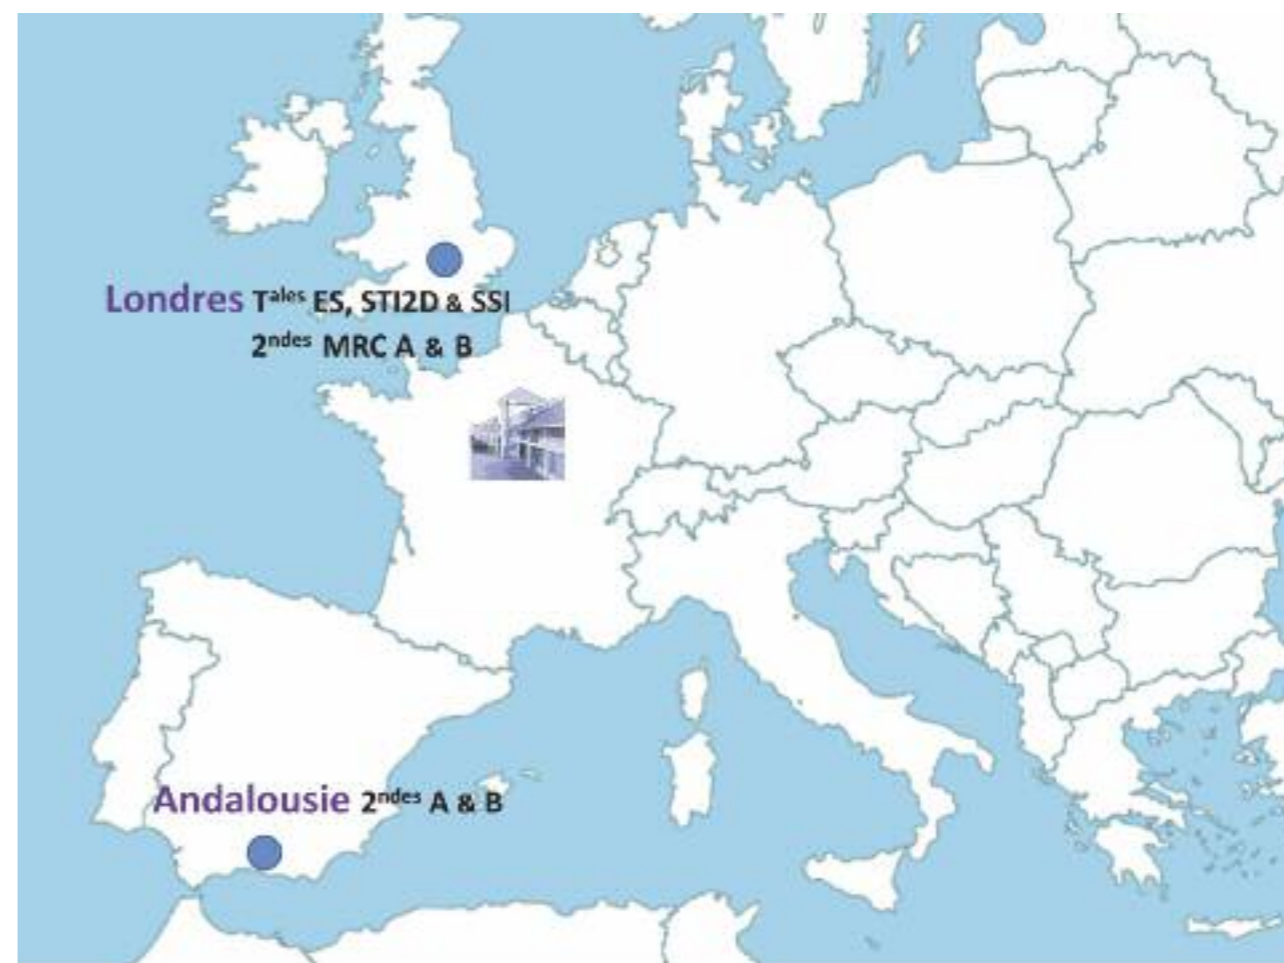 Londres Tales ES, STI2D & SSI
2ndes MRC A & B
Andalousie 2ndes A & B